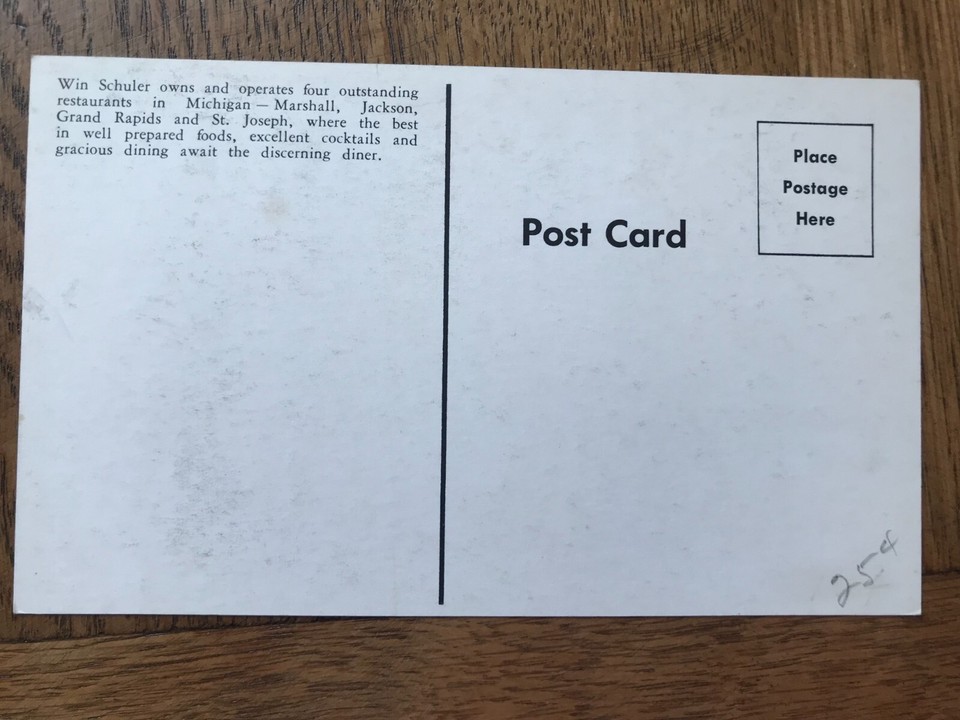 Win Schuler owns and operates four outstanding
restaurants in Michigan — Marshall, Jackson,
Grand Rapids and St. Joseph, where the best
in well prepared foods, excellent cocktails and
gracious dining await the discerning diner.
Place
Postage
Here
Post Card
25¢